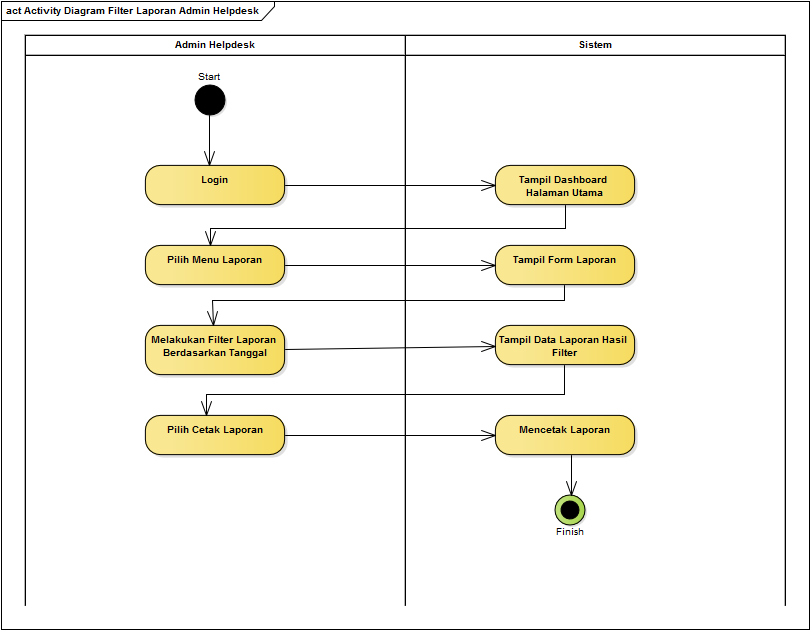 act Activity Diagram Filter Laporan Admin Helpdesk
Admin Helpdesk
Sistem
Start
Login
Tampil Dashboard
Halaman Utama
Pilih Menu Laporan
Tampil Form Laporan
Melakukan Filter Laporan
Berdasarkan Tanggal
Tampil Data Laporan Hasil
Filter
Pilih Cetak Laporan
Mencetak Laporan
Finish